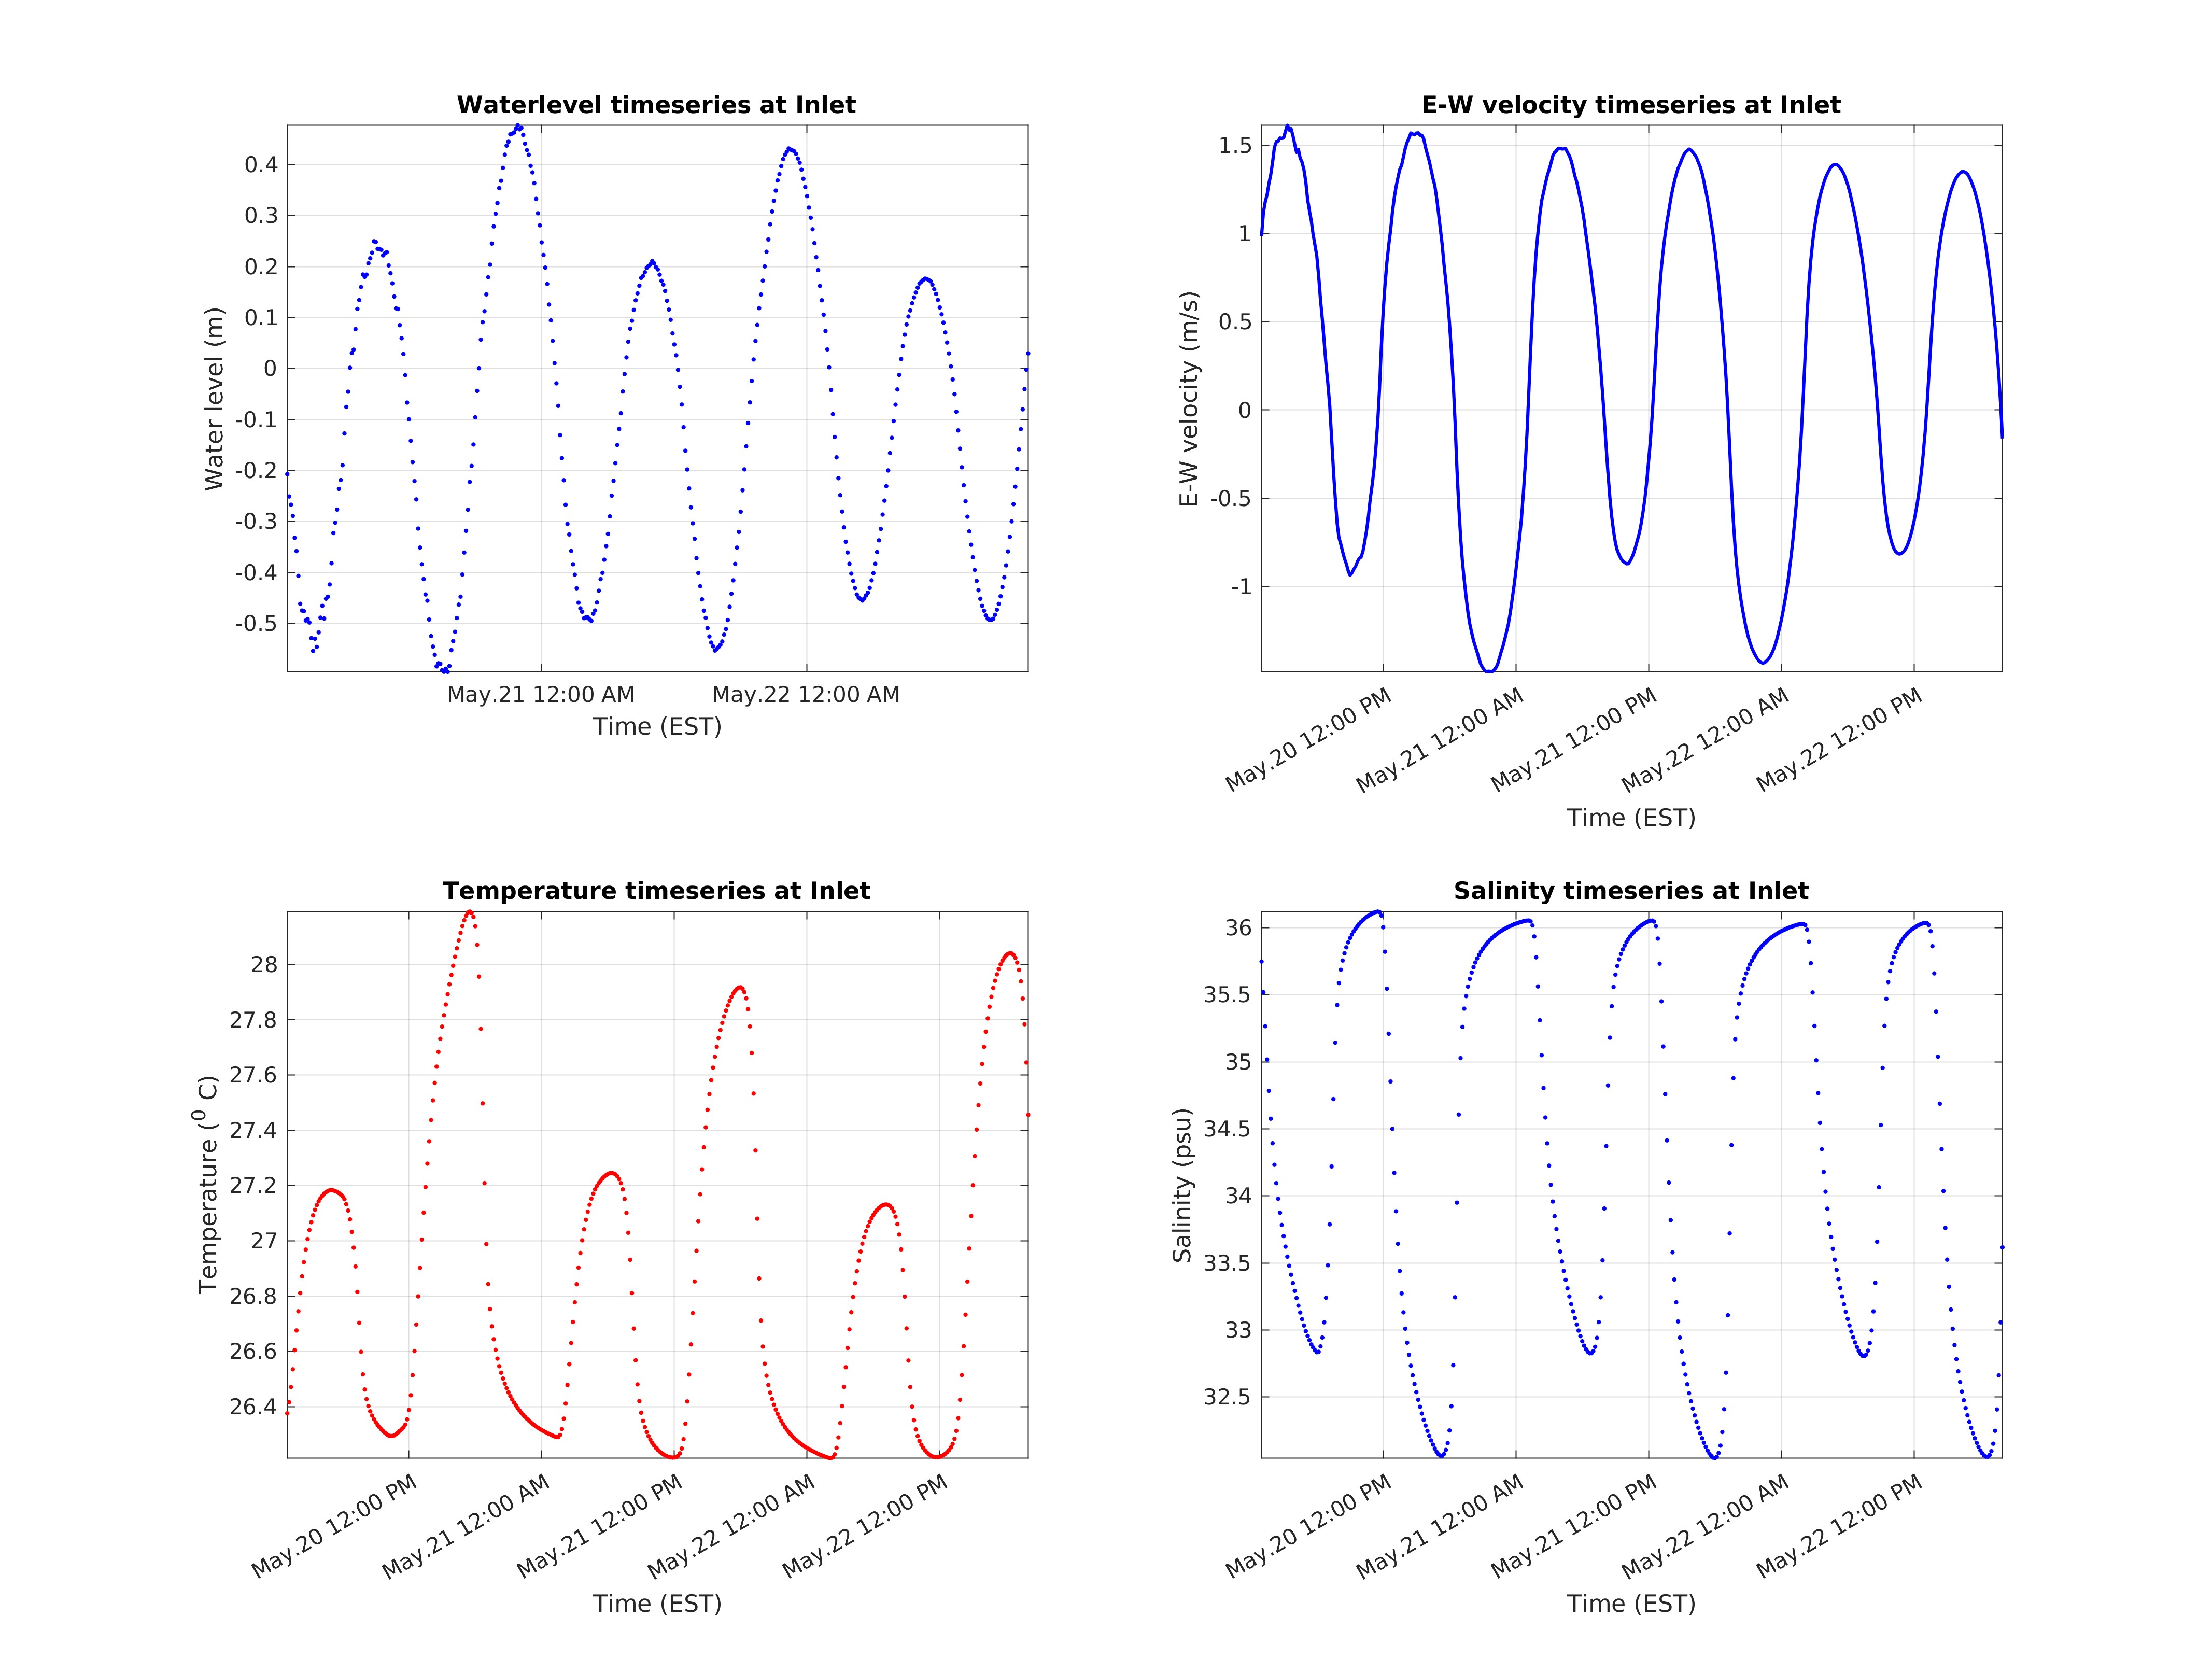 Waterlevel timeseries at Inlet
0.4
0.3
0.2
0.1
0
-0.1
-0.2
-0.3
-0.4
-0.5
Water level (m)
May.21 12:00 AM
May.22 12:00 AM
Time (EST)
E-W velocity timeseries at Inlet
1.5
1
0.5
0
-0.5
-1
E-W velocity (m/s)
May.20 12:00 PM
May.21 12:00 AM
May.21 12:00 PM
May.22 12:00 AM
May.22 12:00 PM
Time (EST)
Temperature timeseries at Inlet
28
27.8
27.6
27.4
27.2
27
26.8
26.6
26.4
Temperature (⁰ C)
May.20 12:00 PM
May.21 12:00 AM
May.21 12:00 PM
May.22 12:00 AM
May.22 12:00 PM
Time (EST)
Salinity timeseries at Inlet
36
35.5
35
34.5
34
33.5
33
32.5
Salinity (psu)
May.20 12:00 PM
May.21 12:00 AM
May.21 12:00 PM
May.22 12:00 AM
May.22 12:00 PM
Time (EST)